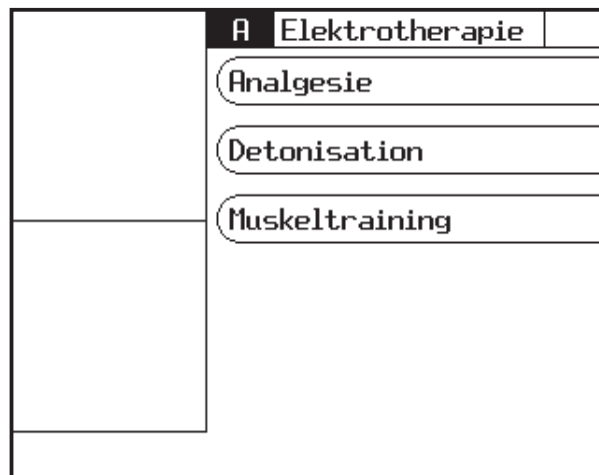 A Elektrotherapie
Analgesie
Detonisation
Muskeltraining